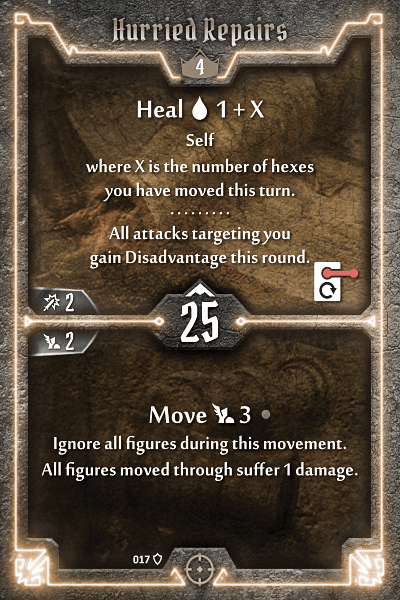 Hurried Repairs
4
Heal 1 + X
Self
where X is the number of hexes
you have moved this turn.
All attacks targeting you
gain Disadvantage this round.
2
25
2
Move 3
Ignore all figures during this movement.
All figures moved through suffer 1 damage.
017